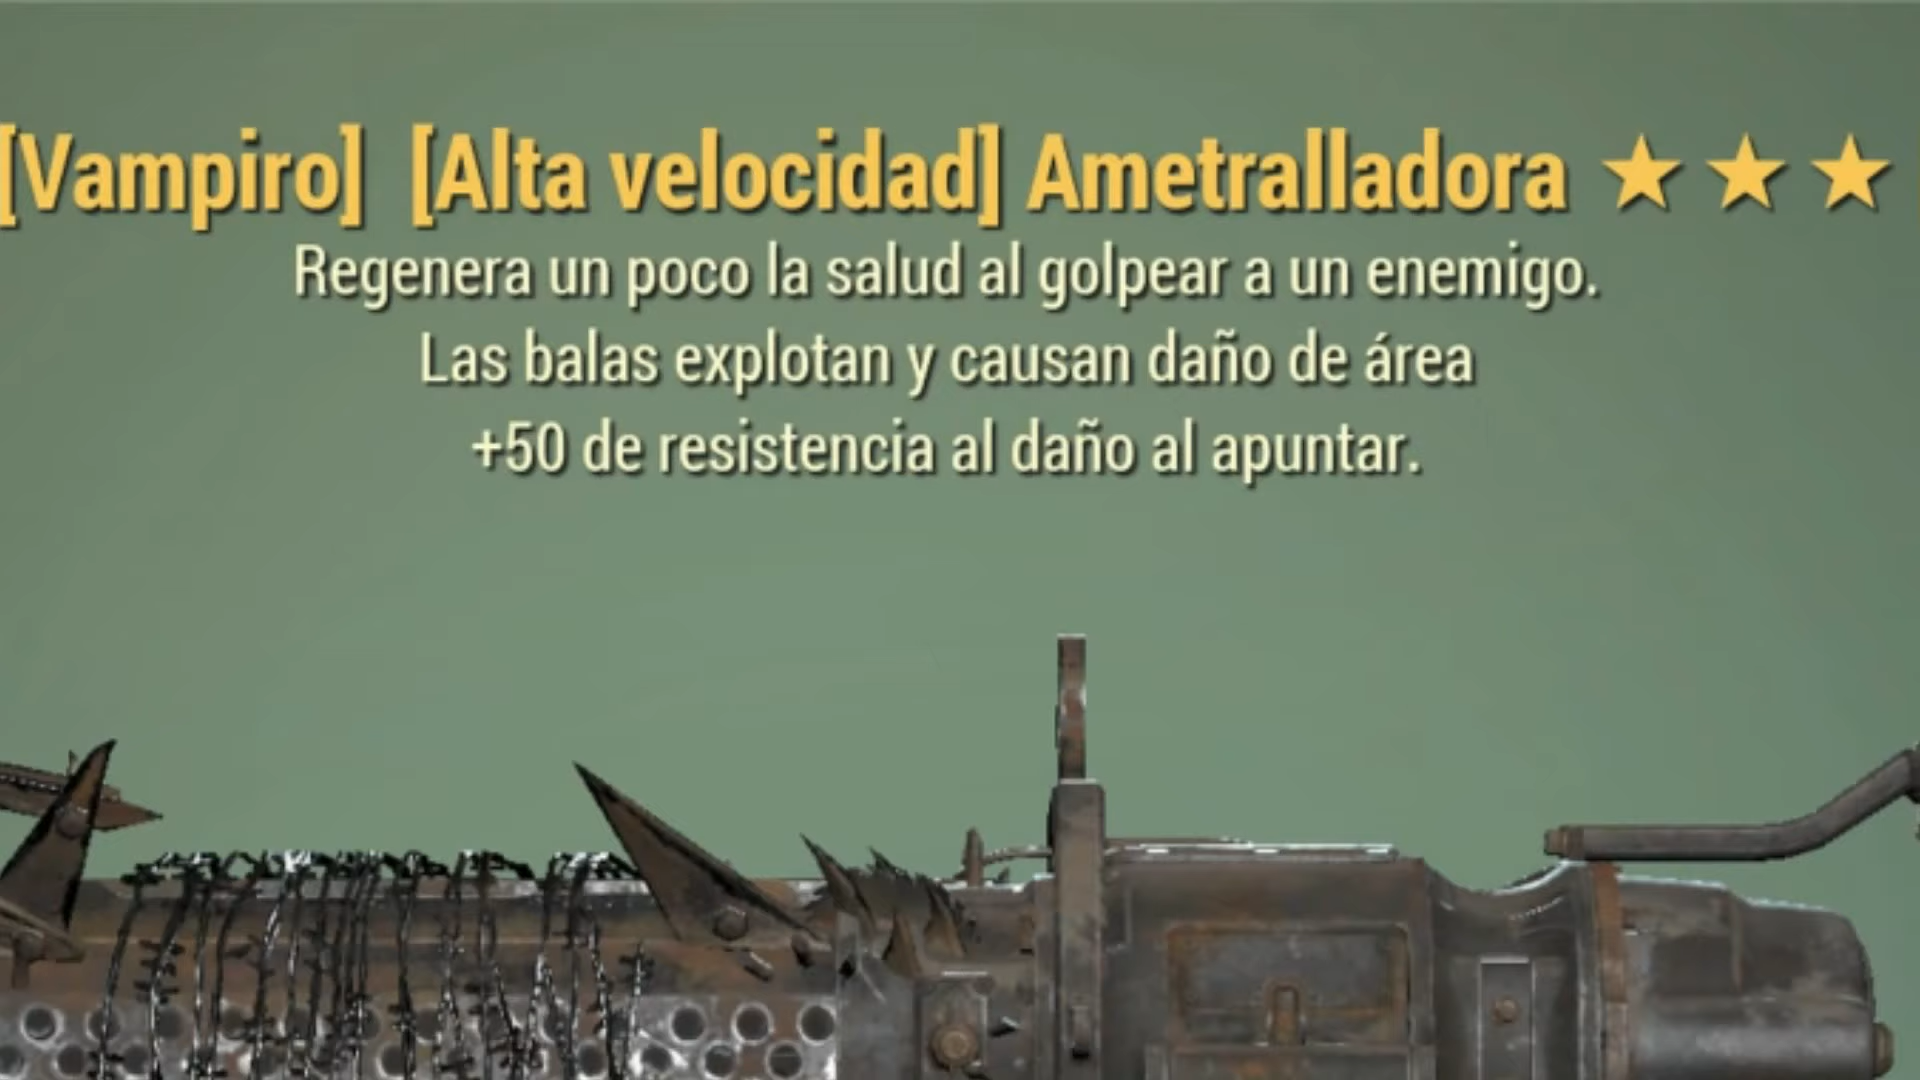 [Vampiro] [Alta velocidad] Ametralladora ★ ★ ★
Regenera un poco la salud al golpear a un enemigo.
Las balas explotan y causan daño de área
+50 de resistencia al daño al apuntar.